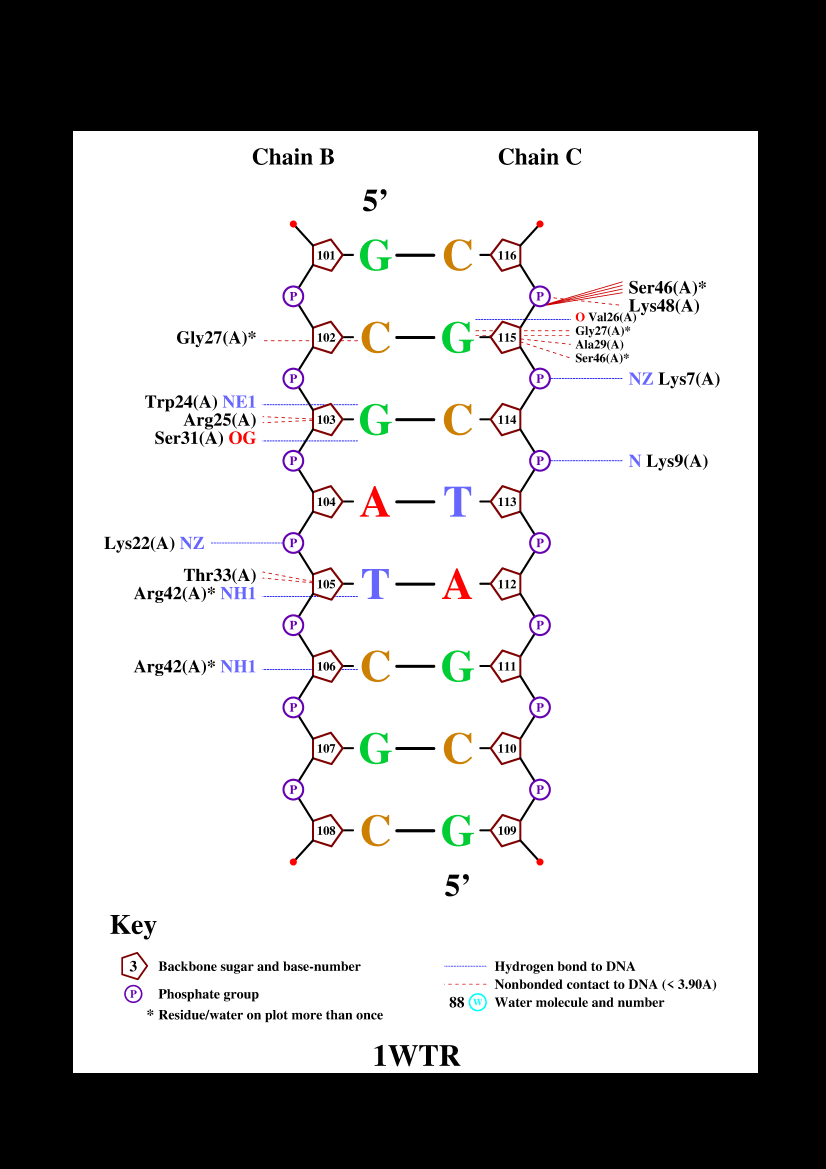 Chain B Chain C
5’
101 G C 116
P P
Ser46(A)*
Lys48(A)
O Val26(A)
Gly27(A)* 102 C G 115 Gly27(A)*
Ala29(A)
Ser46(A)*
P P NZ Lys7(A)
Trp24(A) NE1
Arg25(A) 103 G C 114
Ser31(A) OG
P P N Lys9(A)
104 A T 113
Lys22(A) NZ P P
Thr33(A) 105 T A 112
Arg42(A)* NH1
P P
Arg42(A)* NH1 106 C G 111
P P
107 G C 110
P P
108 C G 109
5’
Key
3 Backbone sugar and base-number
P Phosphate group
* Residue/water on plot more than once
Hydrogen bond to DNA
Nonbonded contact to DNA (< 3.90A)
88 W Water molecule and number
1WTR